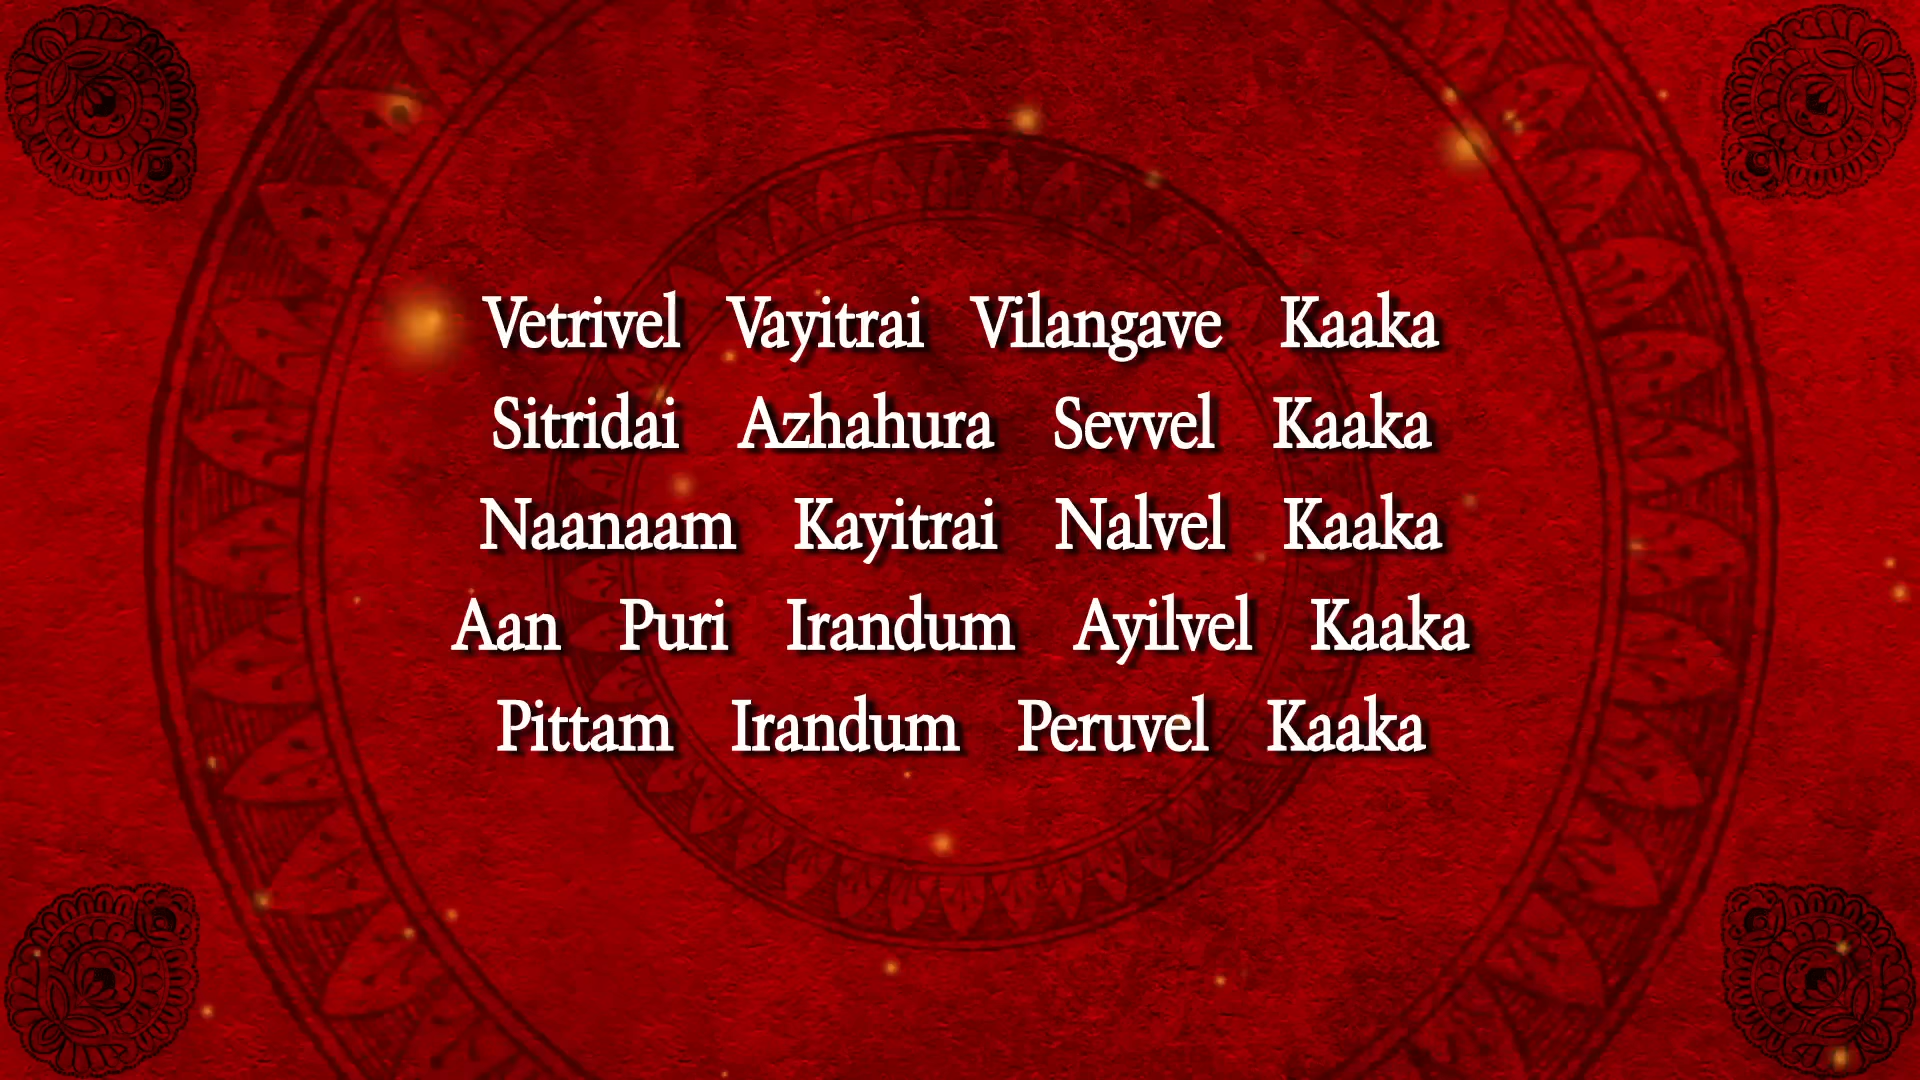 Vetrivel Vayitrai Vilangave Kaaka
Sitridai Azhahura Sevvel Kaaka
Naanaam Kayitrai Nalvel Kaaka
Aan Puri Irandum Ayilvel Kaaka
Pittam Irandum Peruvel Kaaka